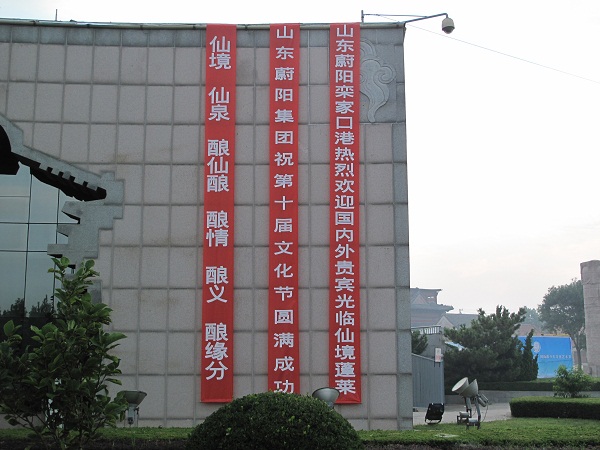 仙境 仙泉 酿仙酿 酿情 酿义 酿缘分
山东蔚阳集团祝第十届文化节圆满成功
山东蔚阳栾家口港热烈欢迎国内外贵宾光临仙境蓬莱